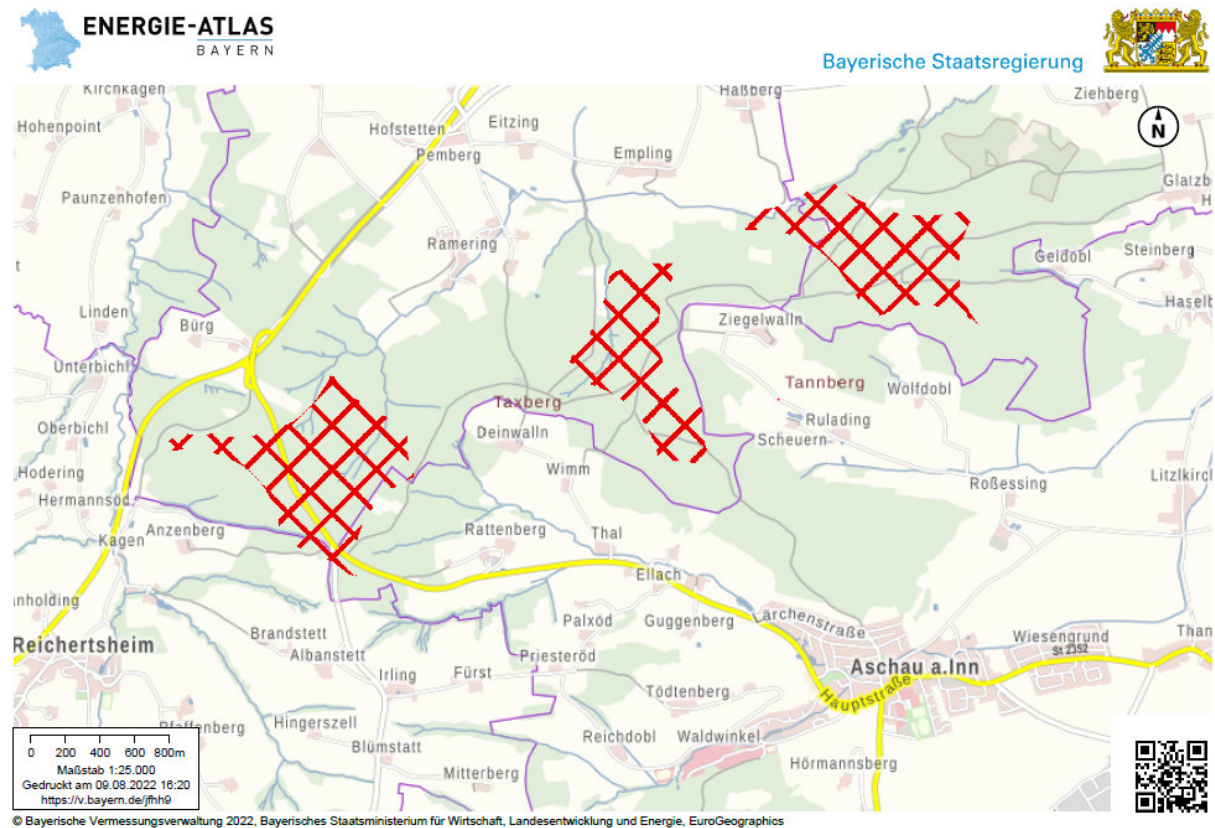 ENERGIE-ATLAS
BAYERN
Bayerische Staatsregierung
Kirchkagen
Haßberg
Ziehberg
Hohenpoint
Hofstetten
Eitzing
N
Pemberg
Empling
Glatzb
Paunzenhofen
H
Ramering
Geidobl
Steinberg
t
Linden
Bürg
Ziegelwalln
Haselt
Unterbichl
Taxberg
Tannberg
Wolfdobl
Oberbichl
Deinwalln
Rulading
Scheuern
Hodering
Wimm
Roßessing
Litzlkirch
Hermannsöd
Kagen
Anzenberg
Rattenberg
Thal
Ellach
nholding
Palxöd
Guggenberg
Lärchenstraße
Reichertsheim
Brandstett
Wiesengrund
Than
Albanstett
Priesteröd
St 2352
Irling
Fürst
Aschau a.Inn
Tödtenberg
Hauptstraße
Pfaffenberg
Hingerszell
Reichdobl
Waldwinkel
Blümstatt
Hörmannsberg
Mitterberg
0 200 400 600 800m
Maßstab 1:25.000
Gedruckt am 09.08.2022 16:20
https://v.bayern.de/jfhh9
© Bayerische Vermessungsverwaltung 2022, Bayerisches Staatsministerium für Wirtschaft, Landesentwicklung und Energie, EuroGeographics